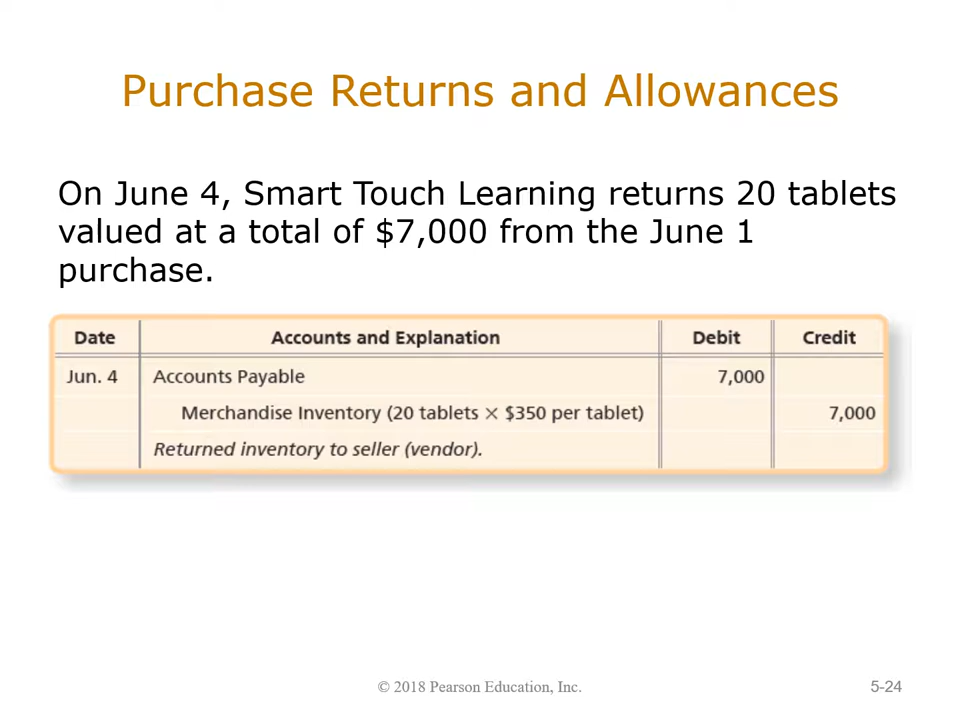 Purchase Returns and Allowances
On June 4, Smart Touch Learning returns 20 tablets
valued at a total of $7,000 from the June 1
purchase.
Date Accounts and Explanation Debit Credit
Jun. 4 Accounts Payable 7,000
Merchandise Inventory (20 tablets × $350 per tablet) 7,000
Returned inventory to seller (vendor).
© 2018 Pearson Education, Inc. 5-24